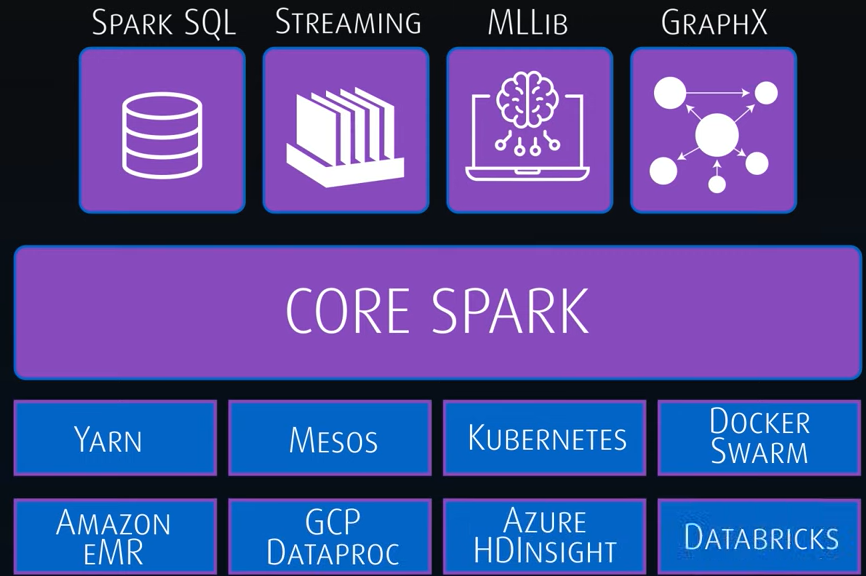 Spark SQL
Streaming
MLLib
GraphX
CORE SPARK
Yarn
Mesos
Kubernetes
Docker
Swarm
Amazon
eMR
GCP
Dataproc
Azure
HDInsight
Databricks